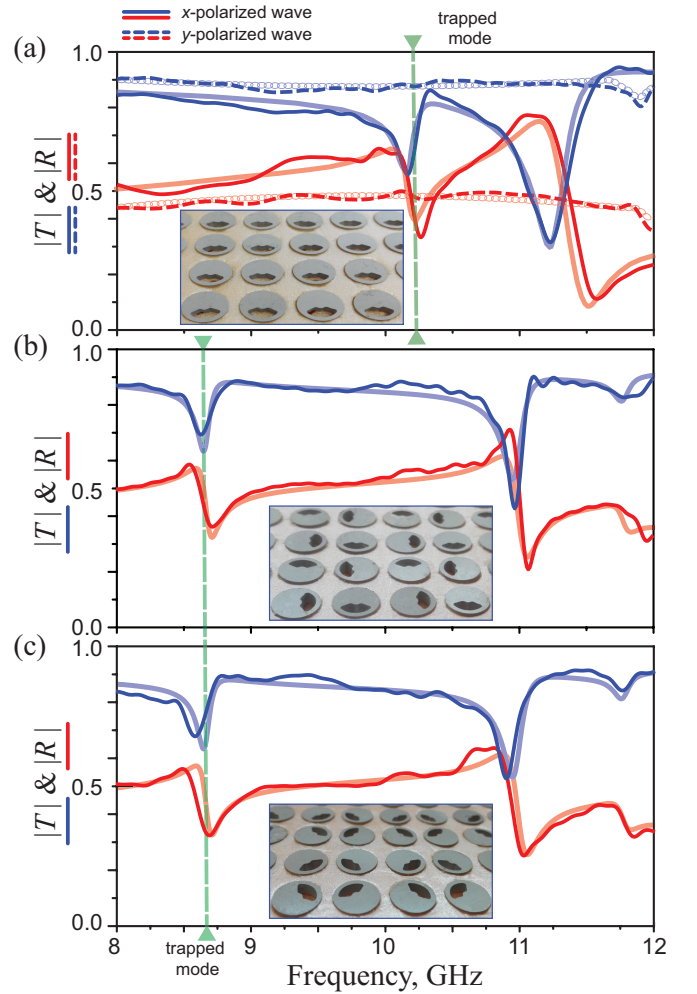 x-polarized wave
y-polarized wave
trapped
mode
(a)
1.0
0.5
0.0
|T| & |R|
(b)
1.0
0.5
0.0
|T| & |R|
(c)
1.0
0.5
0.0
|T| & |R|
8
9
10
11
12
trapped
mode
Frequency, GHz